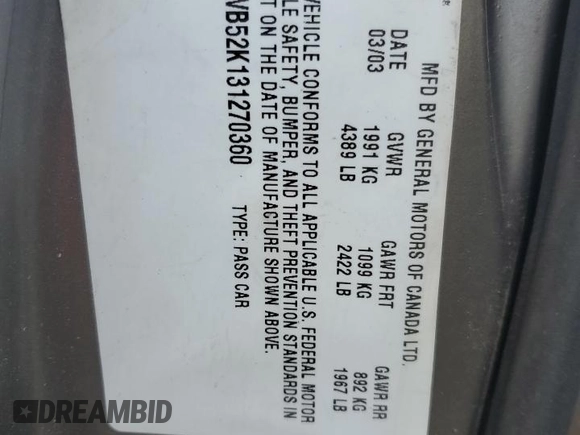 MFD BY GENERAL MOTORS OF CANADA LTD.
DATE GVWR GAWR FRT GAWR RR
03/03 1991 KG 1099 KG 892 KG
4389 LB 2422 LB 1967 LB
VEHICLE CONFORMS TO ALL APPLICABLE U.S. FEDERAL MOTOR
SAFETY, BUMPER, AND THEFT PREVENTION STANDARDS IN
ON THE DATE OF MANUFACTURE SHOWN ABOVE.
VB52K131270360 TYPE: PASS CAR
DREAMBID